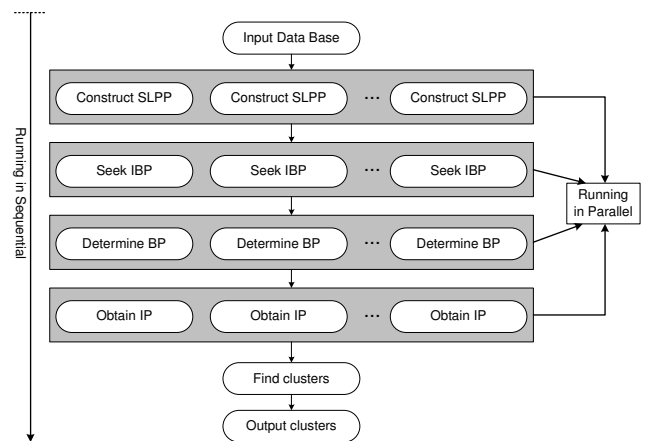 Input Data Base
Construct SLPP Construct SLPP ... Construct SLPP
Seek IBP Seek IBP ... Seek IBP
Running in Parallel
Determine BP Determine BP ... Determine BP
Obtain IP Obtain IP ... Obtain IP
Find clusters
Output clusters
Running in Sequential